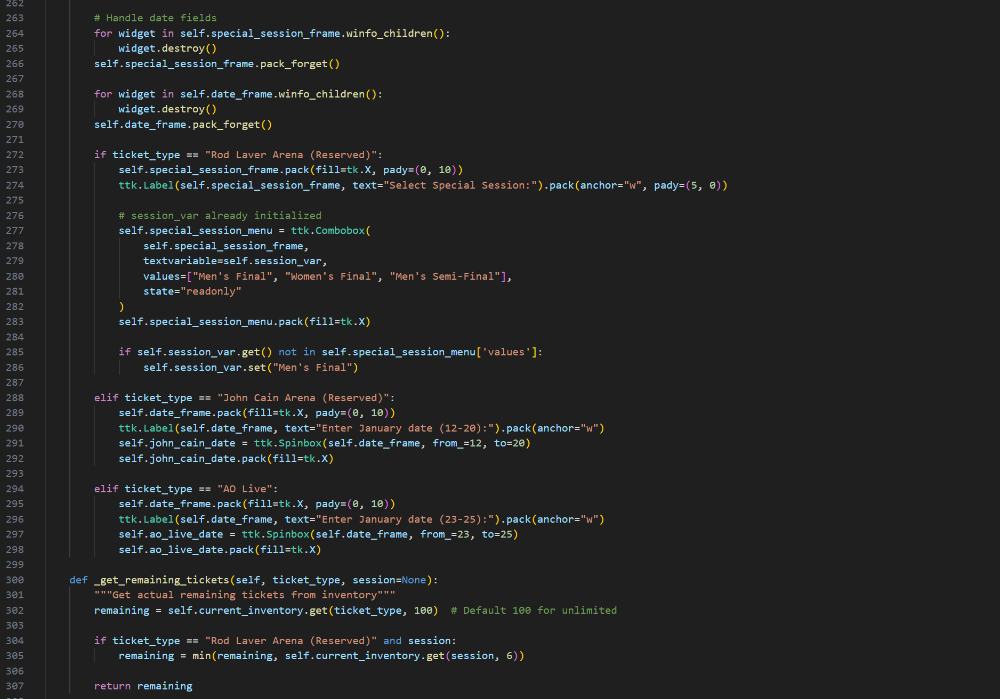 262
263 # Handle date fields
264 for widget in self.special_session_frame.winfo_children():
265 widget.destroy()
266 self.special_session_frame.pack_forget()
267
268 for widget in self.date_frame.winfo_children():
269 widget.destroy()
270 self.date_frame.pack_forget()
271
272 if ticket_type == "Rod Laver Arena (Reserved)":
273 self.special_session_frame.pack(fill=tk.X, pady=(0, 10))
274 ttk.Label(self.special_session_frame, text="Select Special Session:").pack(anchor="w", pady=(5, 0))
275
276 # session_var already initialized
277 self.special_session_menu = ttk.Combobox(
278 self.special_session_frame,
279 textvariable=self.session_var,
280 values=["Men's Final", "Women's Final", "Men's Semi-Final"],
281 state="readonly"
282 )
283 self.special_session_menu.pack(fill=tk.X)
284
285 if self.session_var.get() not in self.special_session_menu['values']:
286 self.session_var.set("Men's Final")
287
288 elif ticket_type == "John Cain Arena (Reserved)":
289 self.date_frame.pack(fill=tk.X, pady=(0, 10))
290 ttk.Label(self.date_frame, text="Enter January date (12-20):").pack(anchor="w")
291 self.john_cain_date = ttk.Spinbox(self.date_frame, from_=12, to=20)
292 self.john_cain_date.pack(fill=tk.X)
293
294 elif ticket_type == "AO Live":
295 self.date_frame.pack(fill=tk.X, pady=(0, 10))
296 ttk.Label(self.date_frame, text="Enter January date (23-25):").pack(anchor="w")
297 self.ao_live_date = ttk.Spinbox(self.date_frame, from_=23, to=25)
298 self.ao_live_date.pack(fill=tk.X)
299
300 def _get_remaining_tickets(self, ticket_type, session=None):
301 """Get actual remaining tickets from inventory"""
302 remaining = self.current_inventory.get(ticket_type, 100)  # Default 100 for unlimited
303
304 if ticket_type == "Rod Laver Arena (Reserved)" and session:
305 remaining = min(remaining, self.current_inventory.get(session, 6))
306
307 return remaining